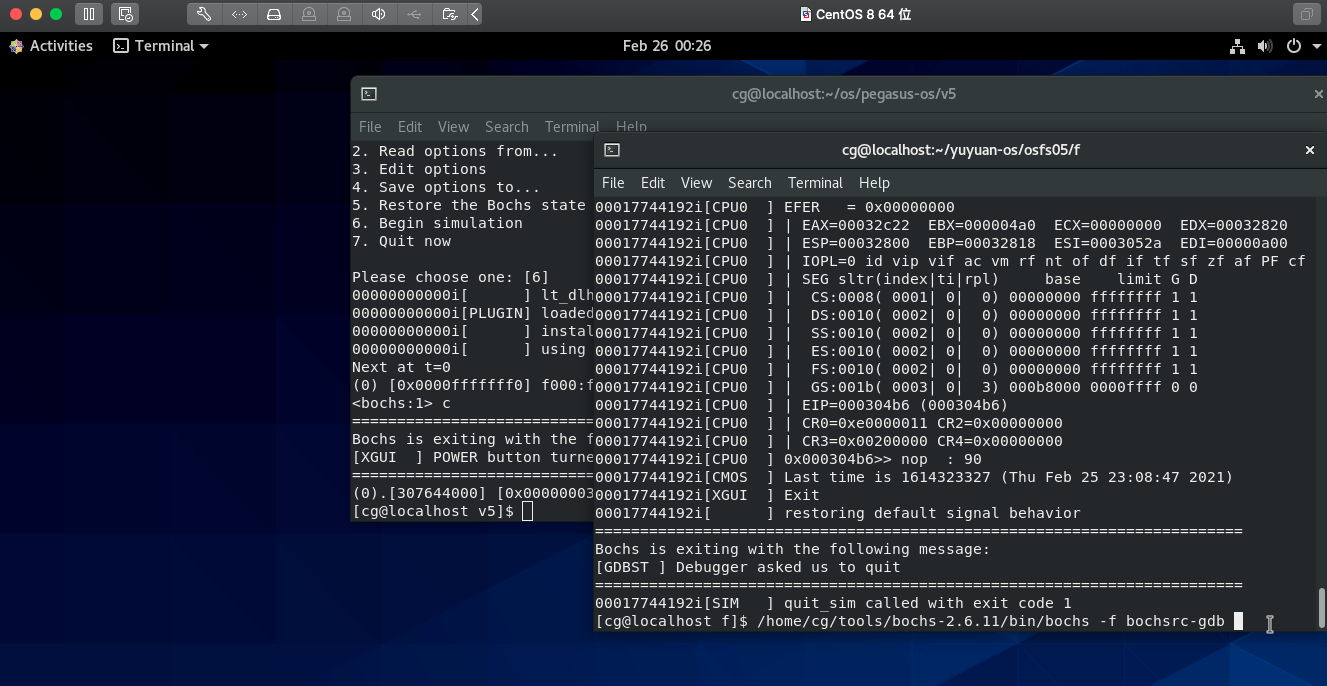 CentOS 8 64 位
Activities Terminal Feb 26 00:26
cg@localhost:~/os/pegasus-os/v5
File Edit View Search Terminal Help
2. Read options from...
3. Edit options
4. Save options to...
5. Restore the Bochs state
6. Begin simulation
7. Quit now
Please choose one: [6]
00000000000i[      ] lt_dlh
00000000000i[PLUGIN] loaded
00000000000i[      ] instal
00000000000i[      ] using
Next at t=0
(0) [0x0000fffffff0] f000:f
<bochs:1> c
===========================
Bochs is exiting with the f
[XGUI  ] POWER button turne
===========================
(0).[307644000] [0x00000003
[cg@localhost v5]$
cg@localhost:~/yuyuan-os/osfs05/f
File Edit View Search Terminal Help
00017744192i[CPU0  ] EFER   = 0x00000000
00017744192i[CPU0  ] | EAX=00032c22  EBX=000004a0  ECX=00000000  EDX=00032820
00017744192i[CPU0  ] | ESP=00032800  EBP=00032818  ESI=0003052a  EDI=00000a00
00017744192i[CPU0  ] | IOPL=0 id vip vif ac vm rf nt of df if tf sf zf af PF cf
00017744192i[CPU0  ] | SEG sltr(index|ti|rpl)     base    limit G D
00017744192i[CPU0  ] |  CS:0008( 0001| 0|  0) 00000000 ffffffff 1 1
00017744192i[CPU0  ] |  DS:0010( 0002| 0|  0) 00000000 ffffffff 1 1
00017744192i[CPU0  ] |  SS:0010( 0002| 0|  0) 00000000 ffffffff 1 1
00017744192i[CPU0  ] |  ES:0010( 0002| 0|  0) 00000000 ffffffff 1 1
00017744192i[CPU0  ] |  FS:0010( 0002| 0|  0) 00000000 ffffffff 1 1
00017744192i[CPU0  ] |  GS:001b( 0003| 0|  3) 000b8000 0000ffff 0 0
00017744192i[CPU0  ] | EIP=000304b6 (000304b6)
00017744192i[CPU0  ] | CR0=0xe0000011 CR2=0x00000000
00017744192i[CPU0  ] | CR3=0x00200000 CR4=0x00000000
00017744192i[CPU0  ] 0x000304b6>> nop  : 90
00017744192i[CMOS  ] Last time is 1614323327 (Thu Feb 25 23:08:47 2021)
00017744192i[XGUI  ] Exit
00017744192i[      ] restoring default signal behavior
========================================================================
Bochs is exiting with the following message:
[GDBST ] Debugger asked us to quit
========================================================================
00017744192i[SIM   ] quit_sim called with exit code 1
[cg@localhost f]$ /home/cg/tools/bochs-2.6.11/bin/bochs -f bochsrc-gdb